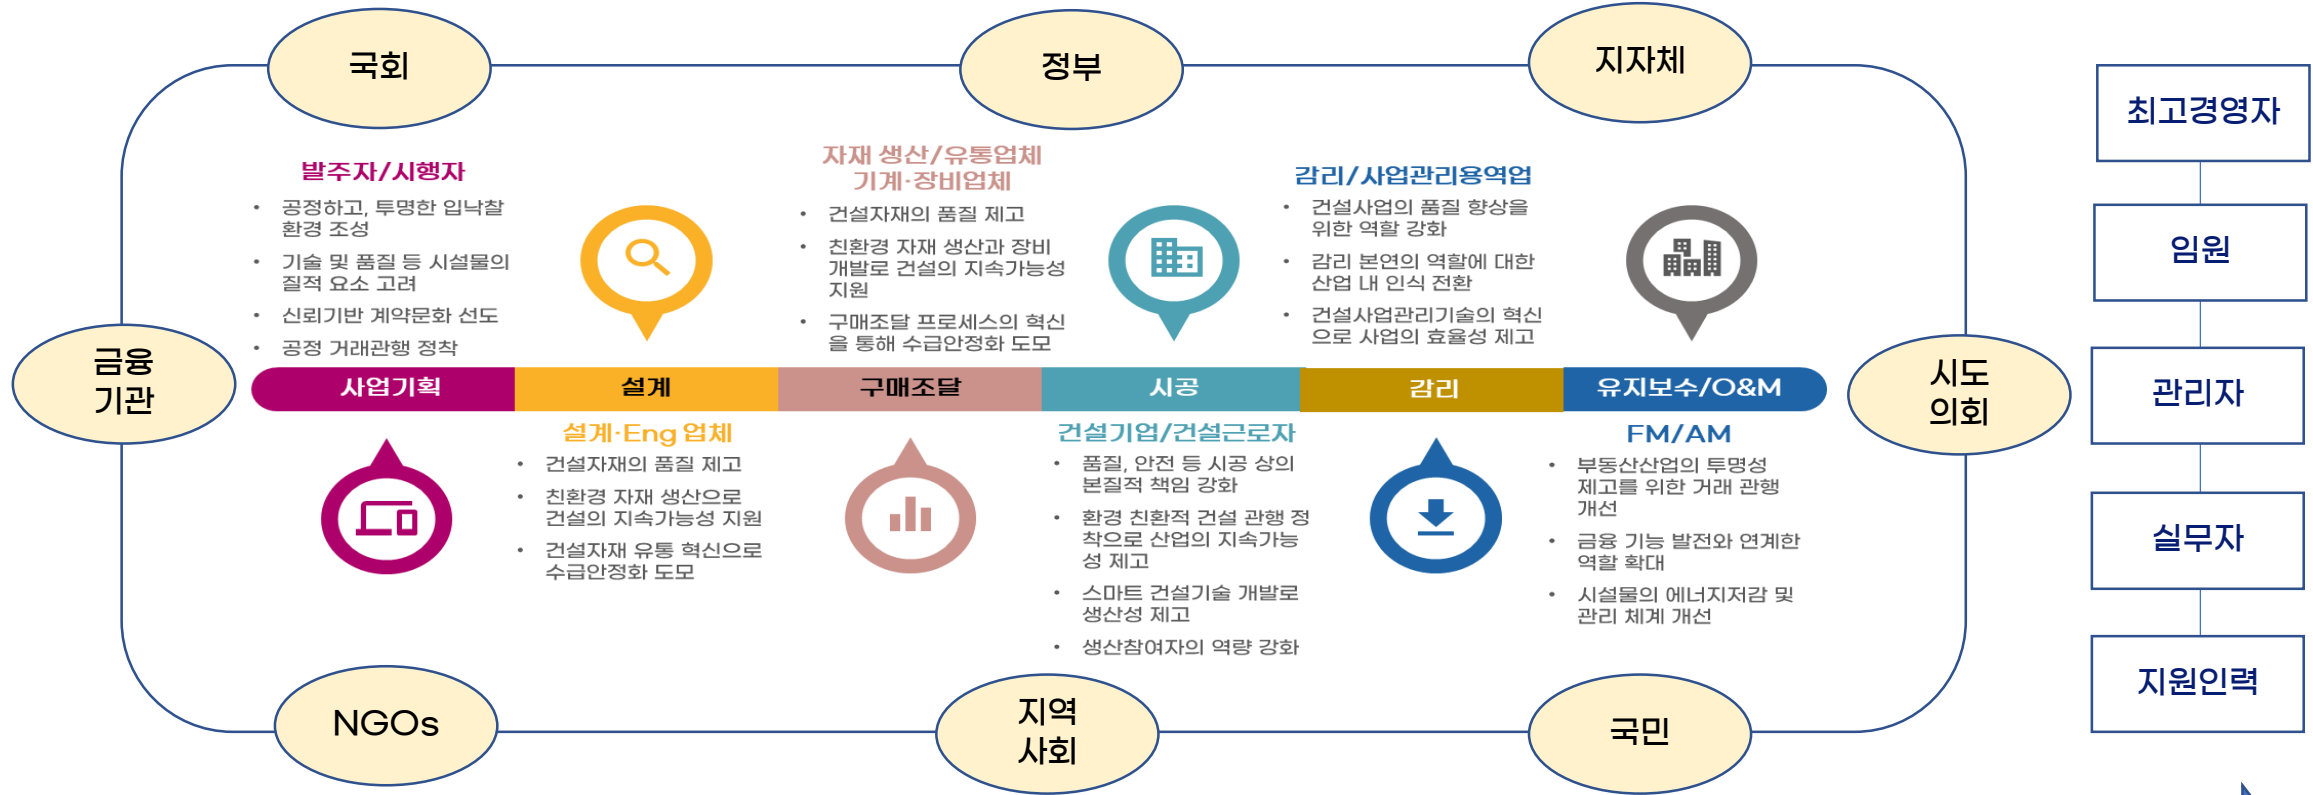 국회
정부
지자체
최고경영자
임원
관리자
실무자
지원인력
금융
기관
시도
의회
NGOs
지역
사회
국민
발주자/시행자
• 공정하고, 투명한 입낙찰
환경 조성
• 기술 및 품질 등 시설물의
질적 요소 고려
• 신뢰기반 계약문화 선도
• 공정 거래관행 정착
자재 생산/유통업체
기계·장비업체
• 건설자재의 품질 제고
• 친환경 자재 생산과 장비
개발로 건설의 지속가능성
지원
• 구매조달 프로세스의 혁신
을 통해 수급안정화 도모
감리/사업관리용역업
• 건설사업의 품질 향상을
위한 역할 강화
• 감리 본연의 역할에 대한
산업 내 인식 전환
• 건설사업관리기술의 혁신
으로 사업의 효율성 제고
사업기획
설계
구매조달
시공
감리
유지보수/O&M
설계·Eng 업체
• 건설자재의 품질 제고
• 친환경 자재 생산으로
건설의 지속가능성 지원
• 건설자재 유통 혁신으로
수급안정화 도모
건설기업/건설근로자
• 품질, 안전 등 시공 상의
본질적 책임 강화
• 환경 친환적 건설 관행 정
착으로 산업의 지속가능
성 제고
• 스마트 건설기술 개발로
생산성 제고
• 생산참여자의 역량 강화
FM/AM
• 부동산산업의 투명성
제고를 위한 거래 관행
개선
• 금융 기능 발전와 연계한
역할 확대
• 시설물의 에너지저감 및
관리 체계 개선